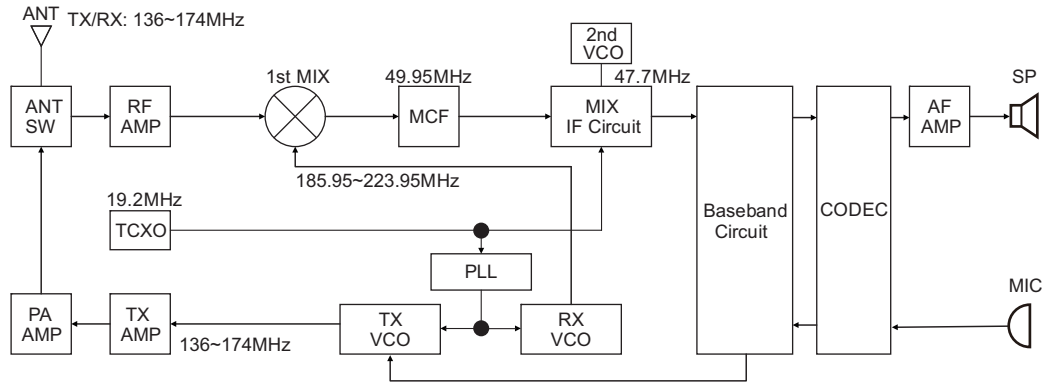 ANT
TX/RX: 136~174MHz
2nd
VCO
1st MIX
49.95MHz
47.7MHz
SP
ANT
SW
RF
AMP
MCF
MIX
IF Circuit
AF
AMP
185.95~223.95MHz
19.2MHz
TCXO
Baseband
Circuit
CODEC
PLL
MIC
PA
AMP
TX
AMP
136~174MHz
TX
VCO
RX
VCO